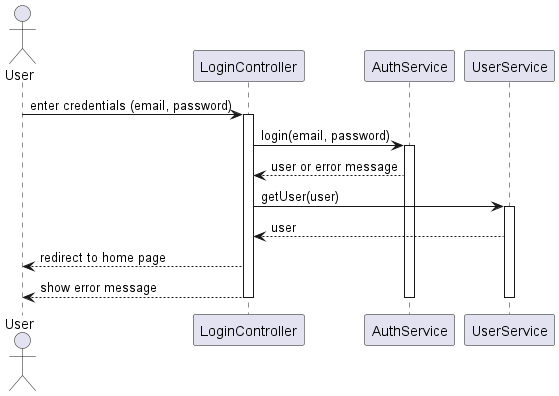 User
LoginController
AuthService
UserService
enter credentials (email, password)
login(email, password)
user or error message
getUser(user)
user
redirect to home page
show error message
User
LoginController
AuthService
UserService